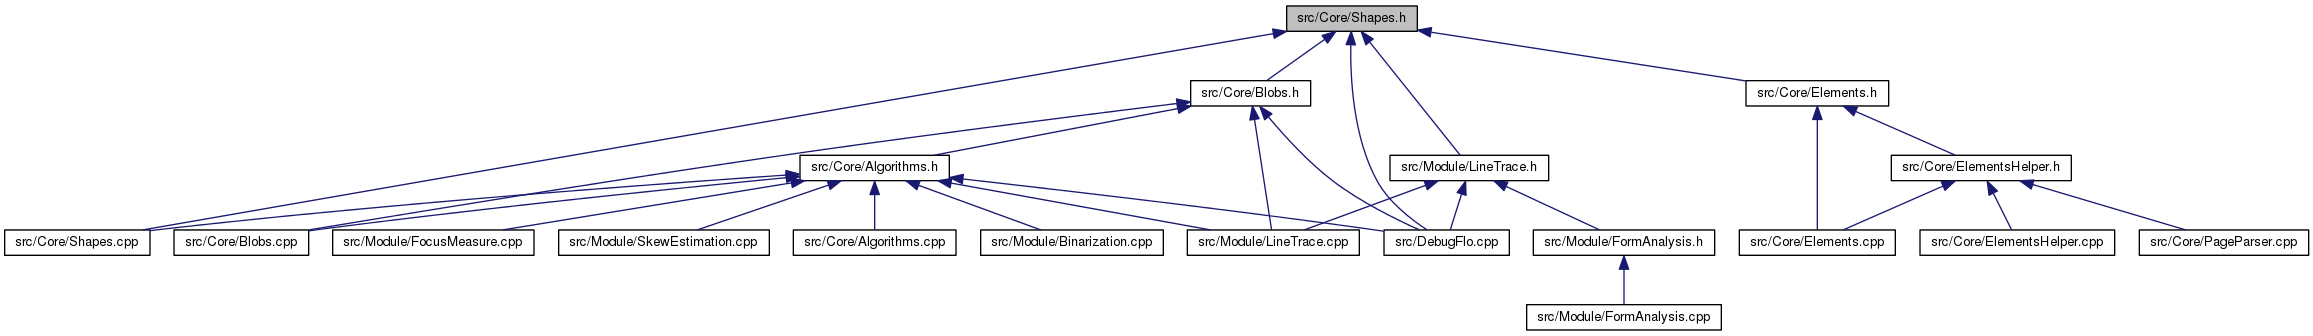 src/Core/Shapes.h
src/Core/Blobs.h
src/Core/Elements.h
src/Core/Algorithms.h
src/Module/LineTrace.h
src/Core/ElementsHelper.h
src/Core/Shapes.cpp
src/Core/Blobs.cpp
src/Module/FocusMeasure.cpp
src/Module/SkewEstimation.cpp
src/Core/Algorithms.cpp
src/Module/Binarization.cpp
src/Module/LineTrace.cpp
src/DebugFlo.cpp
src/Module/FormAnalysis.h
src/Core/Elements.cpp
src/Core/ElementsHelper.cpp
src/Core/PageParser.cpp
src/Module/FormAnalysis.cpp